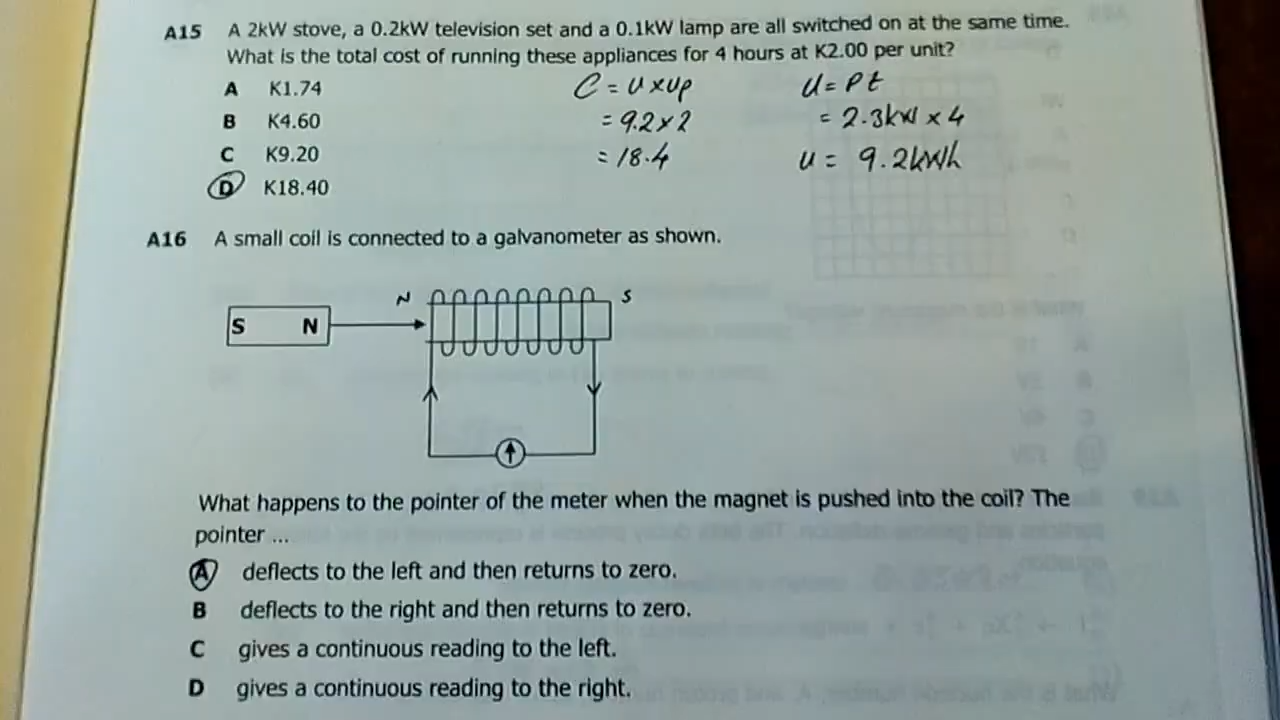 A15 A 2kW stove, a 0.2kW television set and a 0.1kW lamp are all switched on at the same time.
What is the total cost of running these appliances for 4 hours at K2.00 per unit?
A K1.74
B K4.60
C K9.20
D K18.40
C = U x Up
= 9.2 x 2
= 18.4
U = Pt
= 2.3kW x 4
U = 9.2kWh
A16 A small coil is connected to a galvanometer as shown.
N S
S N
What happens to the pointer of the meter when the magnet is pushed into the coil? The
pointer ...
A deflects to the left and then returns to zero.
B deflects to the right and then returns to zero.
C gives a continuous reading to the left.
D gives a continuous reading to the right.